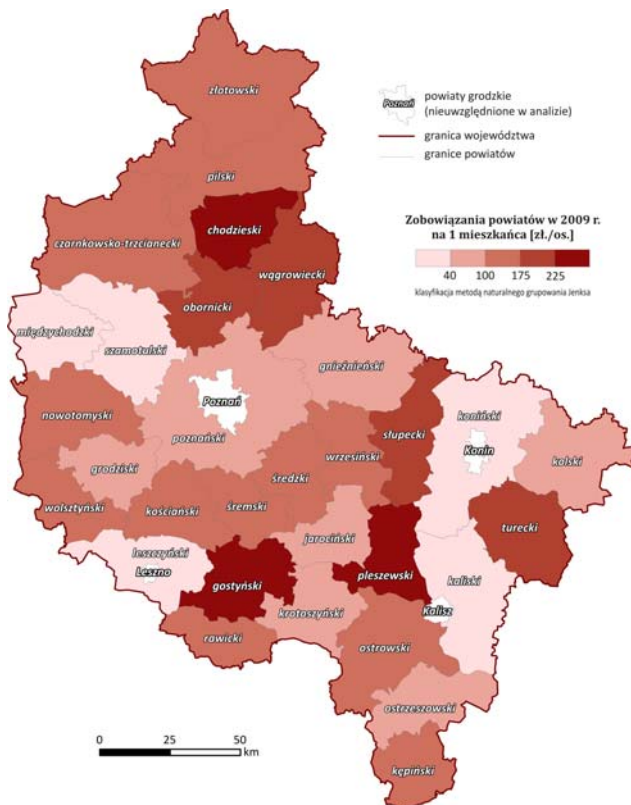 złotowski
Poznań
powiaty grodzkie
(nieuwzględnione w analizie)
granica województwa
granice powiatów
pilski
Zobowiązania powiatów w 2009 r.
na 1 mieszkańca [zł./os.]
40 100 175 225
klasyfikacja metodą naturalnego grupowania Jenksa
chodzieski
czarnkowsko-trzcianecki
wągrowiecki
obornicki
międzychodzki
szamotulski
gnieźnieński
Poznań
nowotomyski
koniński
słupecki
poznański
Konin
wrzesiński
kolski
grodziski
średzki
wolsztyński
kościański
śremski
turecki
jarociński
leszczyński
Leszno
gostyński
pleszewski
kaliski
krotoszyński
Kalisz
rawicki
ostrowski
ostrzeszowski
0 25 50
km
kępiński